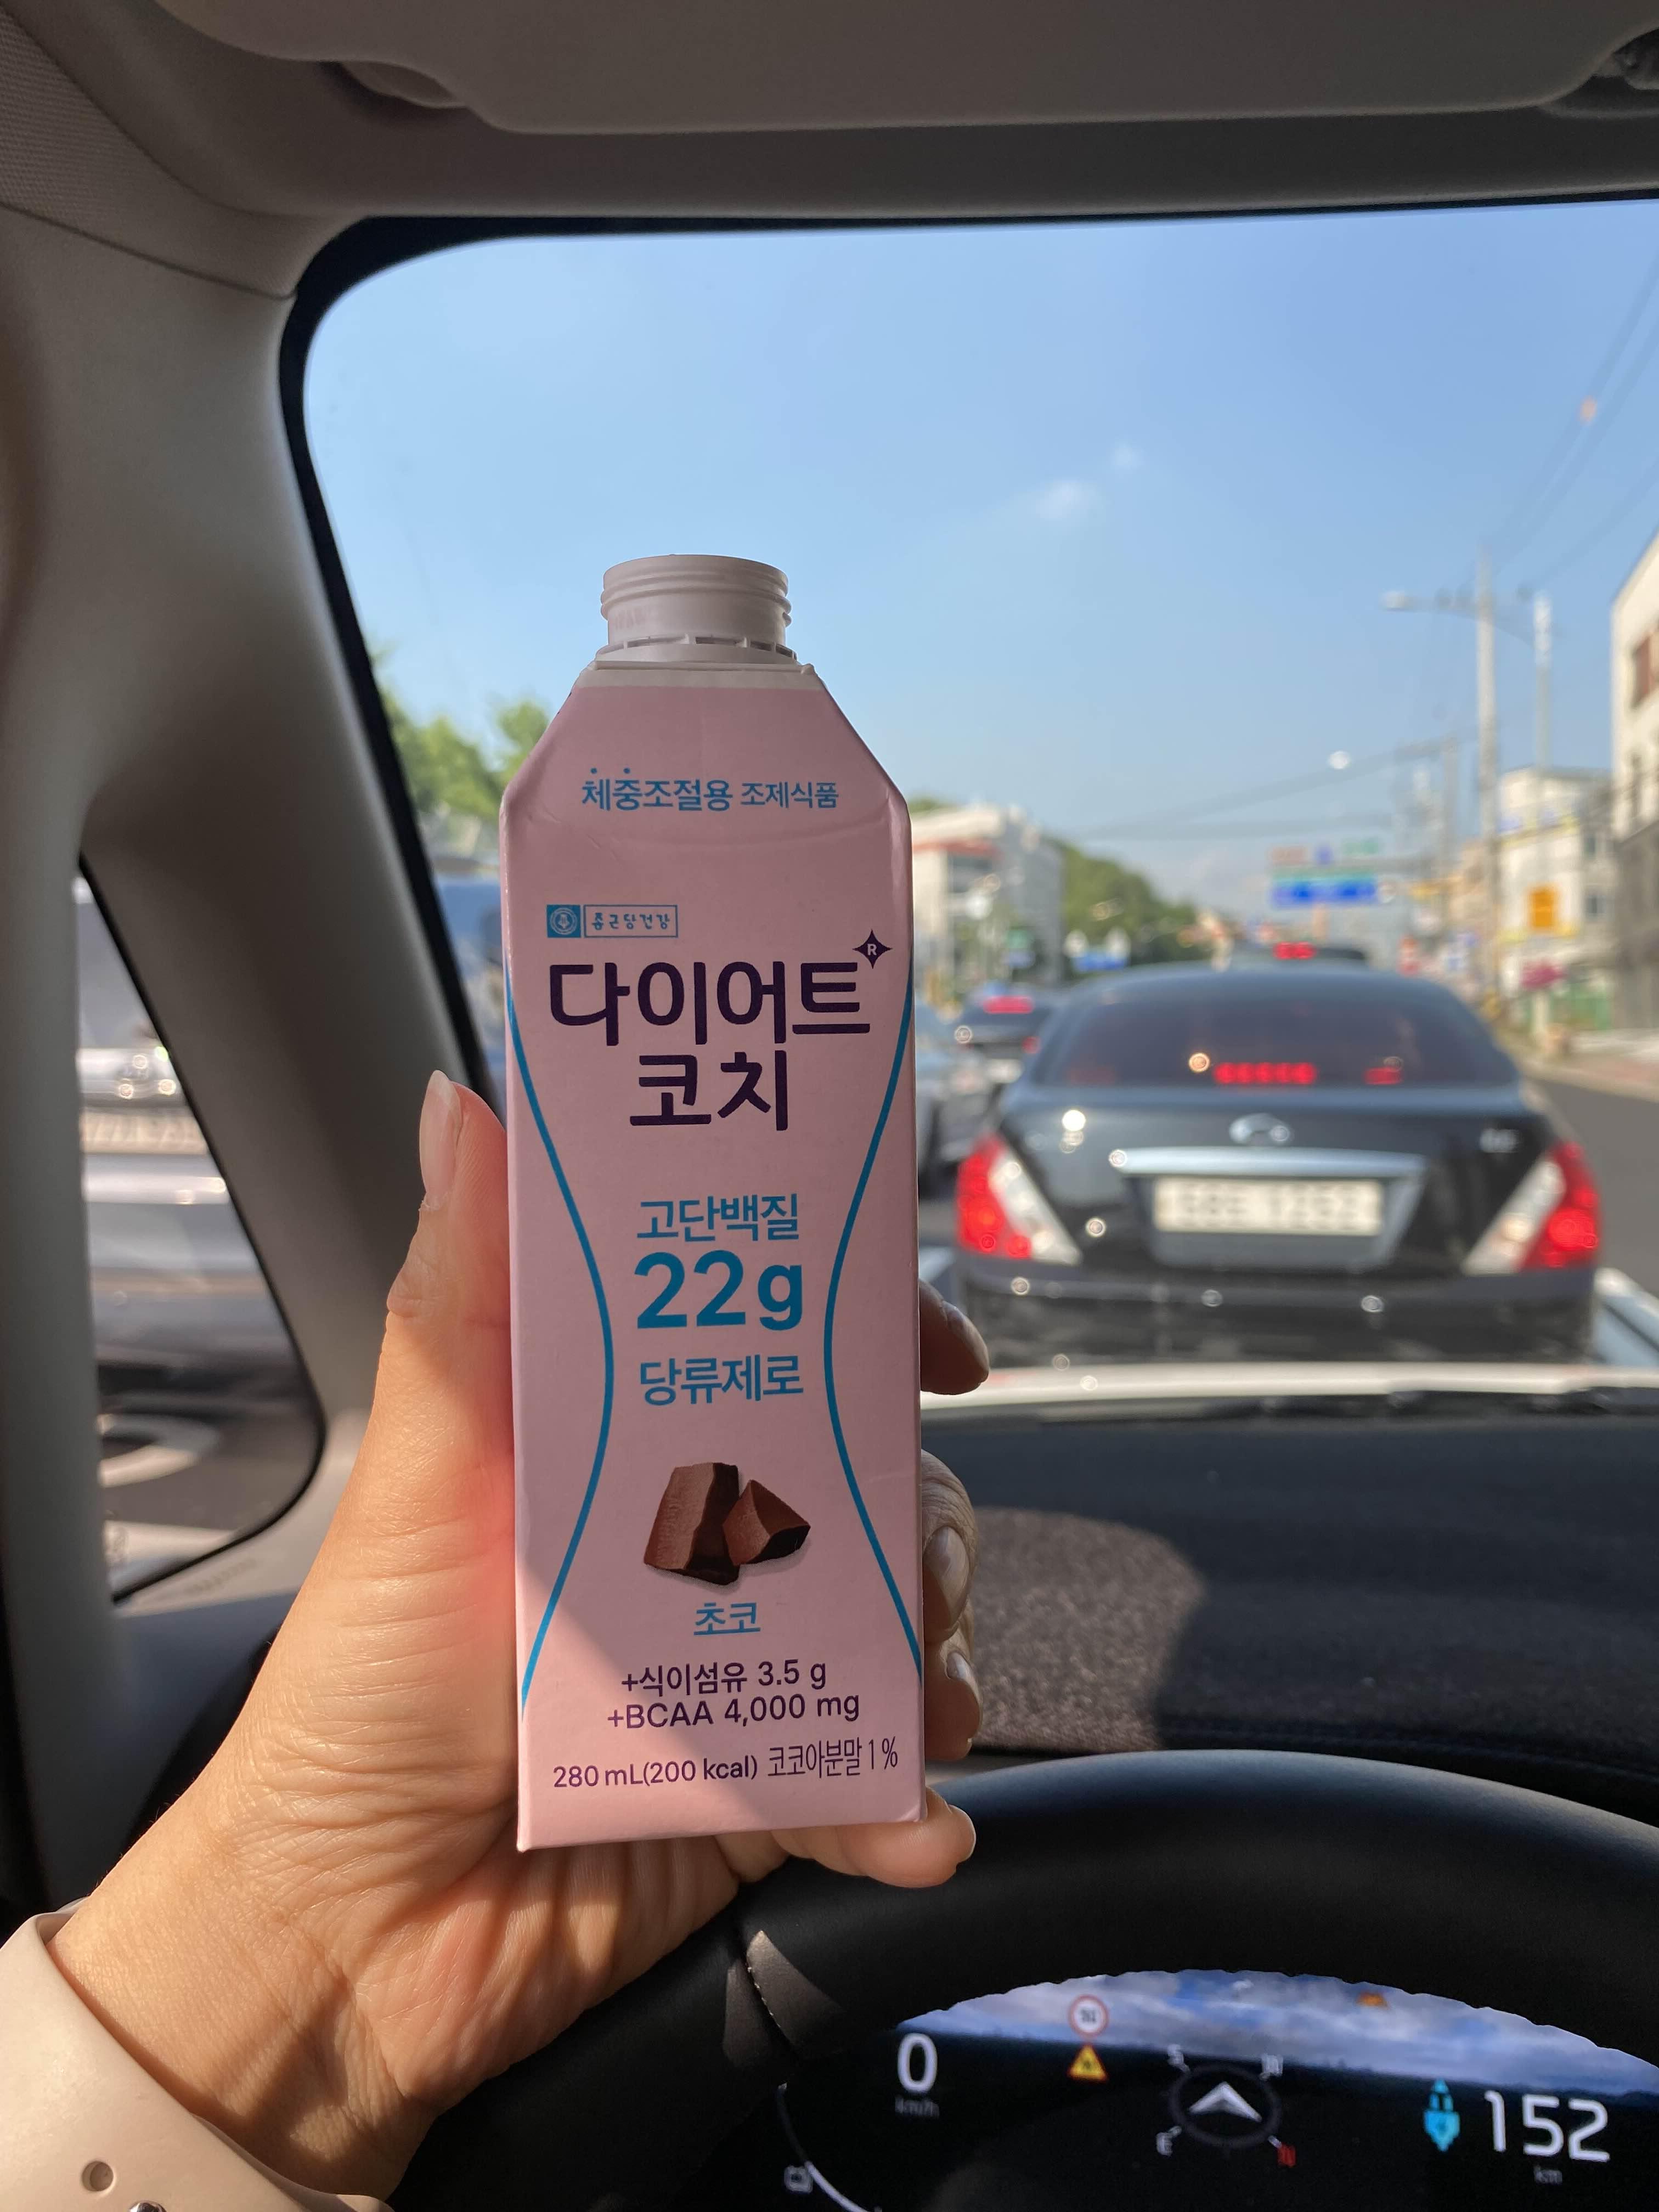 체중조절용 조제식품
종근당건강
다이어트
R
코치
고단백질
22g
당류제로
초코
+식이섬유 3.5 g
+BCAA 4,000 mg
280 mL(200 kcal) 코코아분말 1 %
0
km/h
S
E
N
152
km